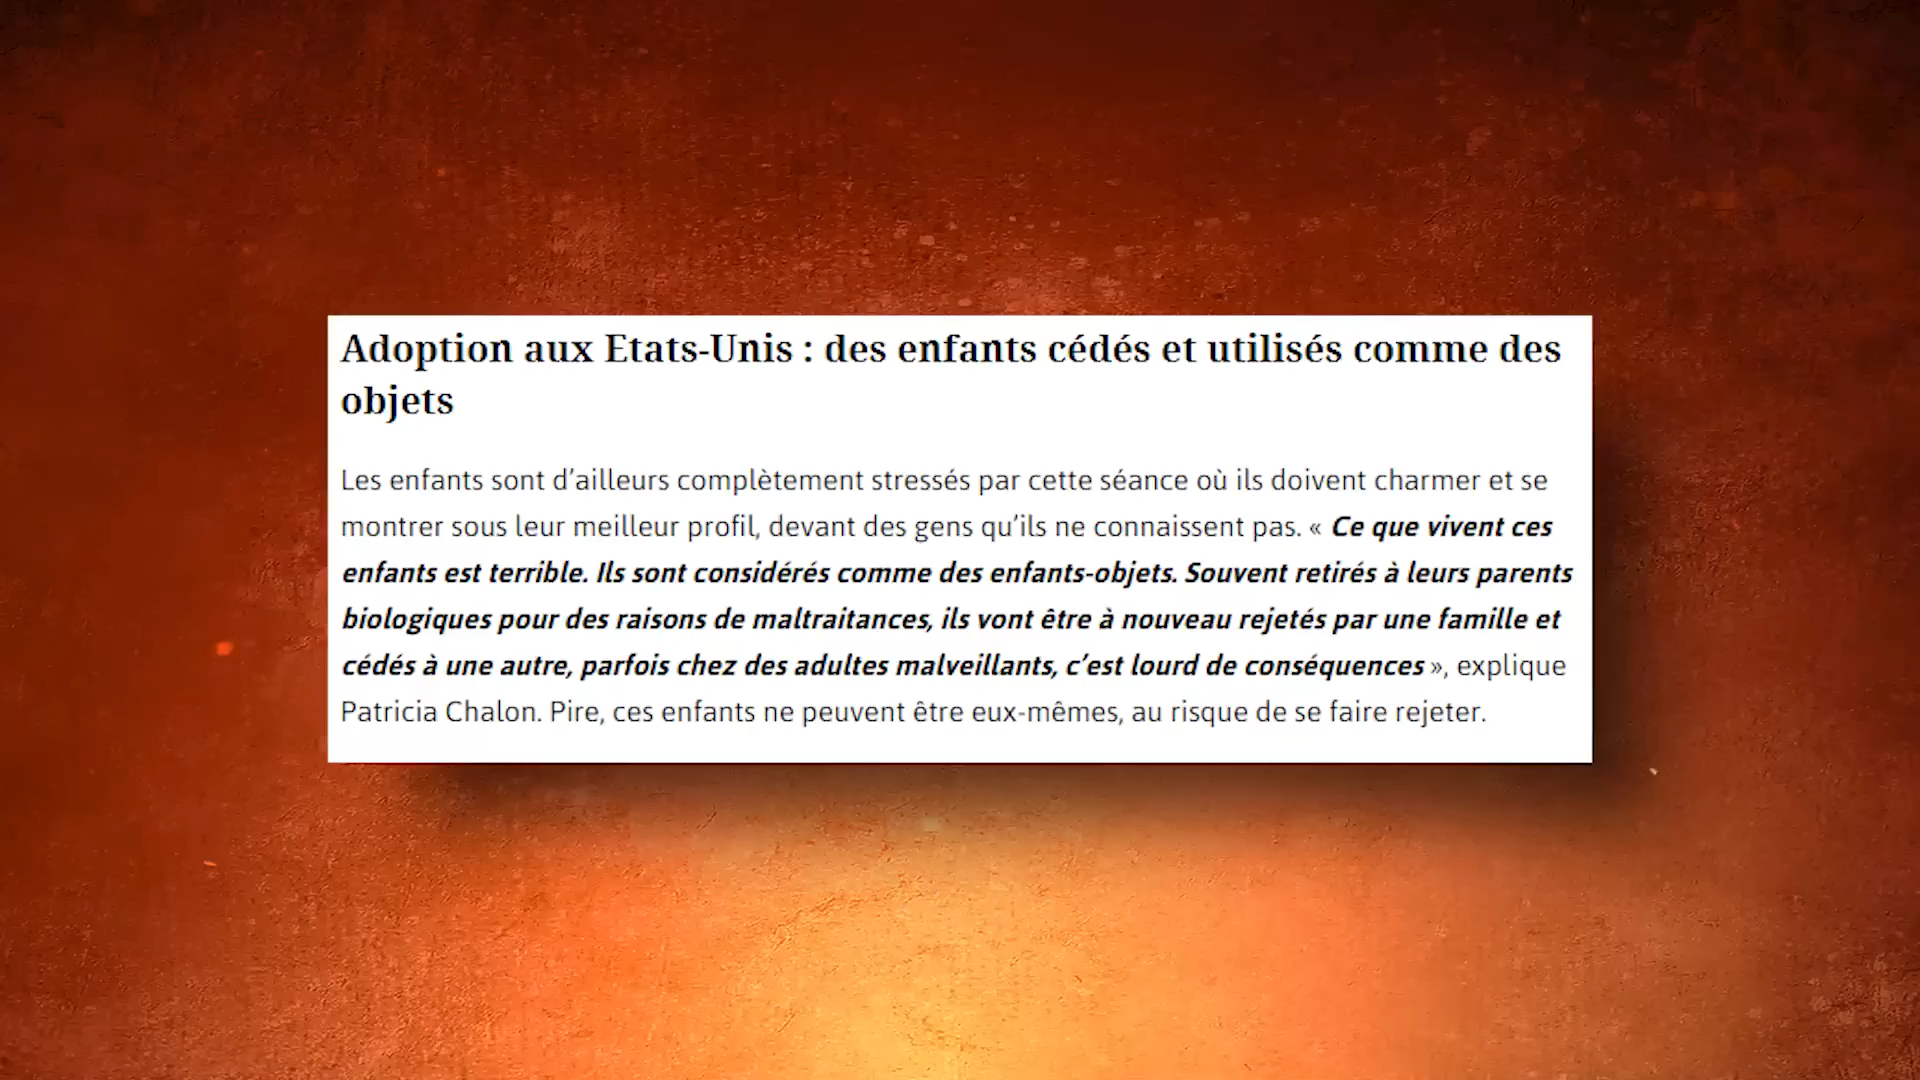 Adoption aux Etats-Unis : des enfants cédés et utilisés comme des
objets
Les enfants sont d’ailleurs complètement stressés par cette séance où ils doivent charmer et se
montrer sous leur meilleur profil, devant des gens qu’ils ne connaissent pas. « Ce que vivent ces
enfants est terrible. Ils sont considérés comme des enfants-objets. Souvent retirés à leurs parents
biologiques pour des raisons de maltraitances, ils vont être à nouveau rejetés par une famille et
cédés à une autre, parfois chez des adultes malveillants, c’est lourd de conséquences », explique
Patricia Chalon. Pire, ces enfants ne peuvent être eux-mêmes, au risque de se faire rejeter.